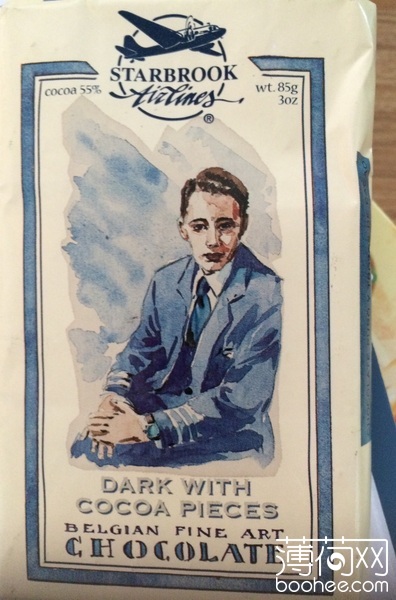 STARBROOK
Airlines
®
cocoa 55%
wt. 85g
3oz
DARK WITH
COCOA PIECES
BELGIAN FINE ART
CHOCOLATE
薄荷网
boohee.com